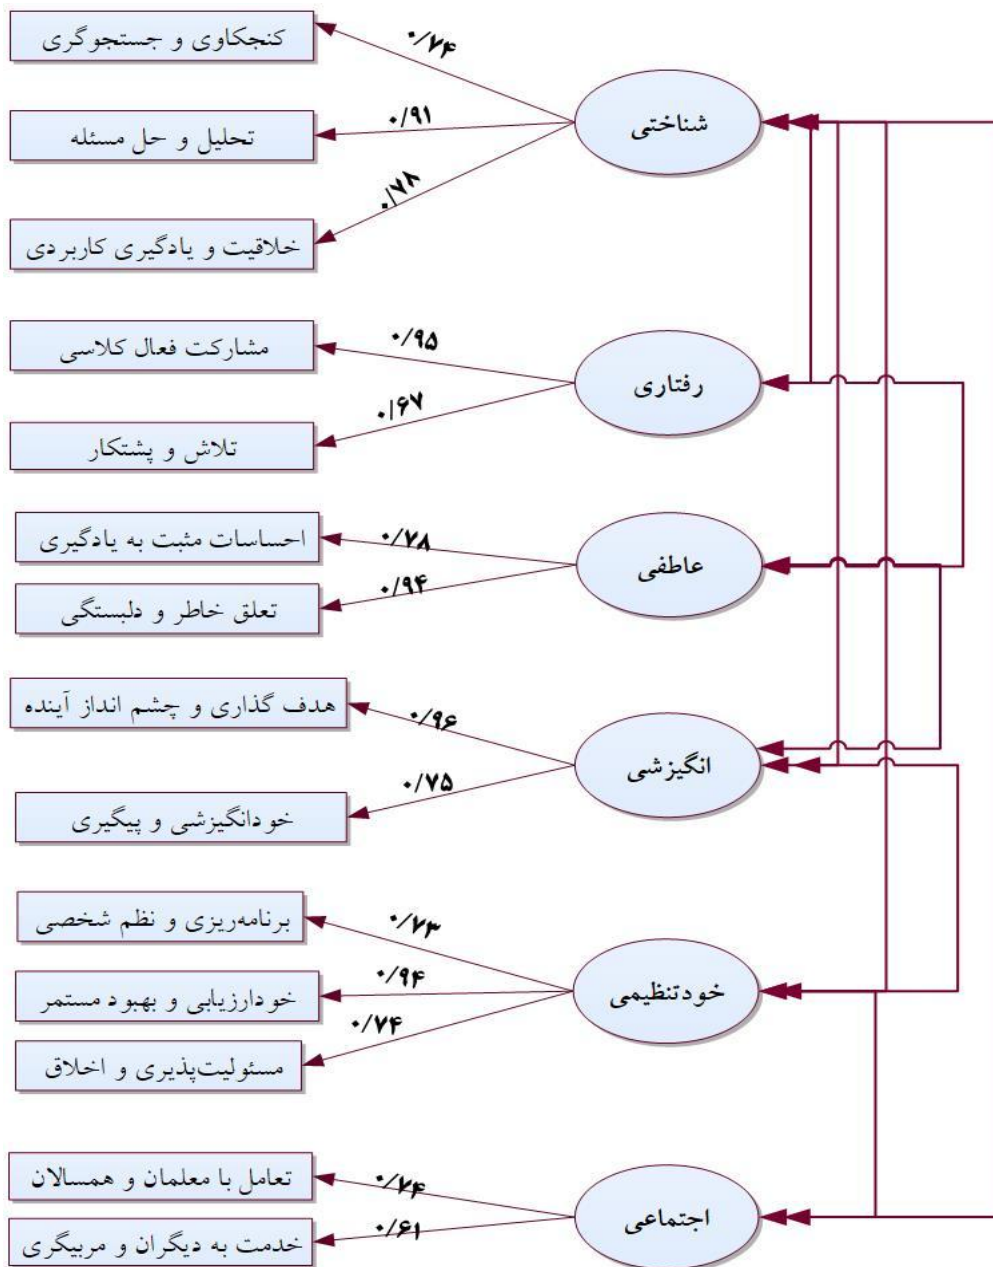 کنجکاوی و جستجوگری
۰/۷۴
شناختی
تحلیل و حل مسئله
۰/۹۱
خلاقیت و یادگیری کاربردی
۰/۷۸
مشارکت فعال کلاسی
۰/۹۵
رفتاری
تلاش و پشتکار
۰/۶۷
احساسات مثبت به یادگیری
۰/۷۸
عاطفی
تعلق خاطر و دلبستگی
۰/۹۴
هدف گذاری و چشم انداز آینده
۰/۹۶
انگیزشی
خودانگیزشی و پیگیری
۰/۷۵
برنامه‌ریزی و نظم شخصی
۰/۷۳
خودتنظیمی
خودارزیابی و بهبود مستمر
۰/۹۴
مسئولیت‌پذیری و اخلاق
۰/۷۴
تعامل با معلمان و همسالان
۰/۷۴
اجتماعی
خدمت به دیگران و مربیگری
۰/۶۱